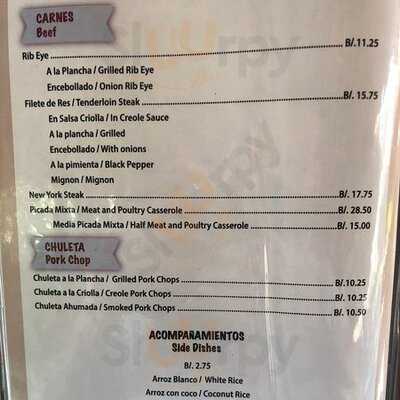 CARNES
Beef
Rib Eye B/.11.25
A la Plancha / Grilled Rib Eye
Encebollado / Onion Rib Eye
Filete de Res / Tenderloin Steak B/. 15.75
En Salsa Criolla / In Creole Sauce
A la plancha / Grilled
Encebollado / With onions
A la pimienta / Black Pepper
Mignon / Mignon
New York Steak B/. 17.75
Picada Mixta / Meat and Poultry Casserole B/. 28.50
Media Picada Mixta / Half Meat and Poultry Casserole B/. 15.00
CHULETA
Pork Chop
Chuleta a la Plancha / Grilled Pork Chops B/.10.25
Chuleta a la Criolla / Creole Pork Chops B/. 10.25
Chuleta Ahumada / Smoked Pork Chops B/. 10.50
ACOMPAÑAMIENTOS
Side Dishes
B/. 2.75
Arroz Blanco / White Rice
Arroz con coco / Coconut Rice